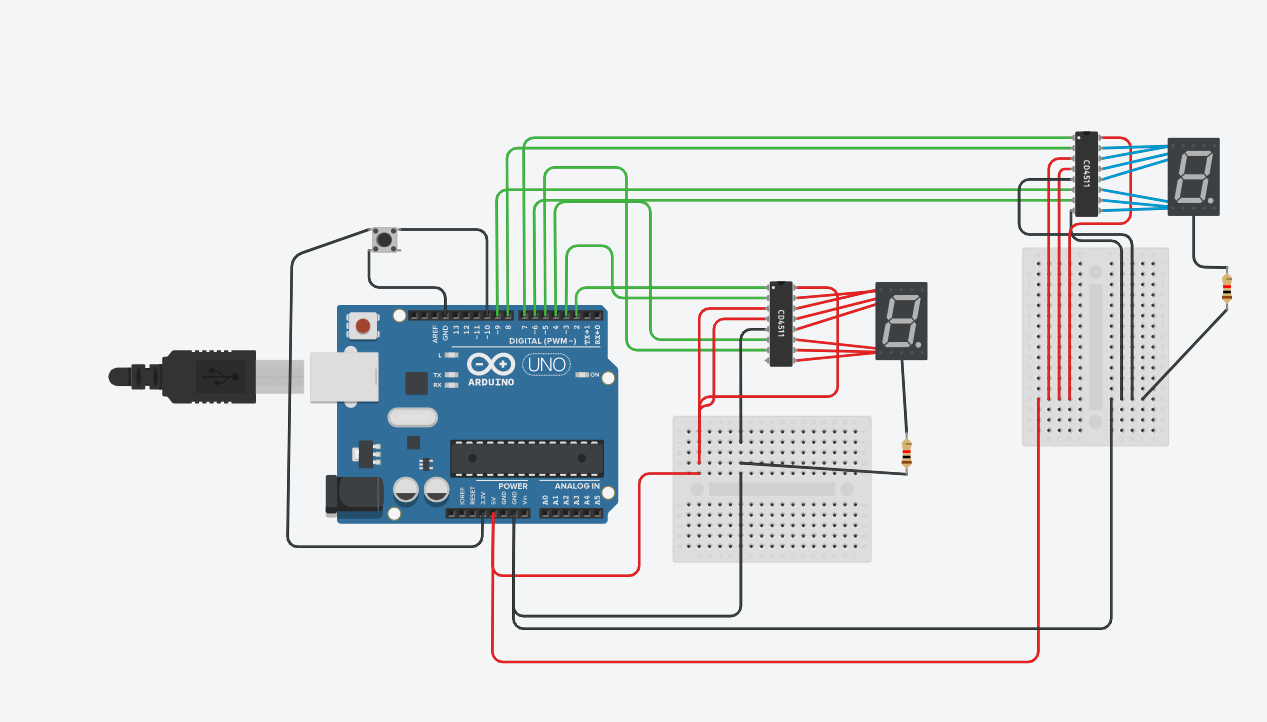 CD4511
CD4511
AREF
GND
13
12
~11
~10
~9
8
7
~6
~5
4
~3
2
TX▸1
RX◂0
DIGITAL (PWM~)
L
TX
RX
ARDUINO
UNO
ON
IOREF
RESET
3.3V
5V
GND
GND
Vin
POWER
ANALOG IN
A0
A1
A2
A3
A4
A5